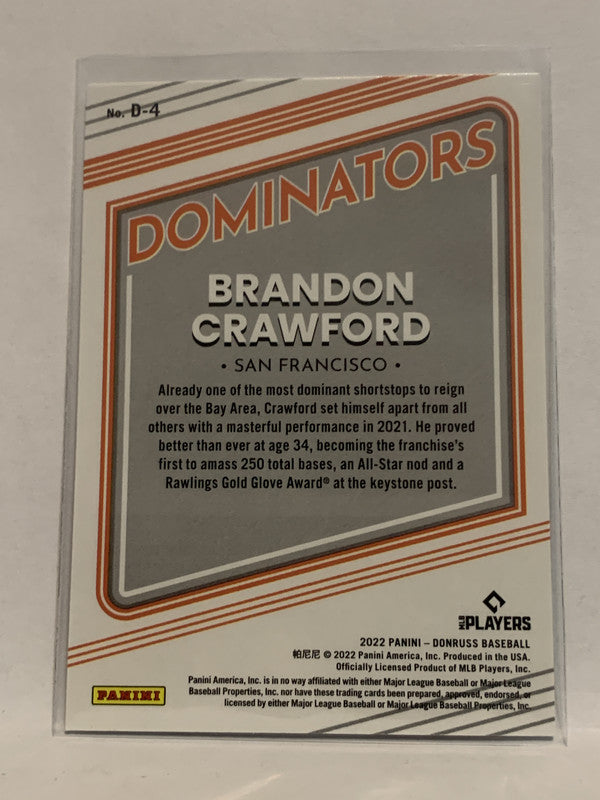 No. D-4
DOMINATORS
BRANDON
CRAWFORD
• SAN FRANCISCO •
Already one of the most dominant shortstops to reign
over the Bay Area, Crawford set himself apart from all
others with a masterful performance in 2021. He proved
better than ever at age 34, becoming the franchise's
first to amass 250 total bases, an All-Star nod and a
Rawlings Gold Glove Award® at the keystone post.
MLB PLAYERS
2022 PANINI – DONRUSS BASEBALL
帕尼尼 © 2022 Panini America, Inc. Produced in the USA.
Officially Licensed Product of MLB Players, Inc.
Panini America, Inc. is in no way affiliated with either Major League Baseball or Major League
Baseball Properties, Inc. nor have these trading cards been prepared, approved, endorsed, or
licensed by either Major League Baseball or Major League Baseball Properties, Inc.
PANINI